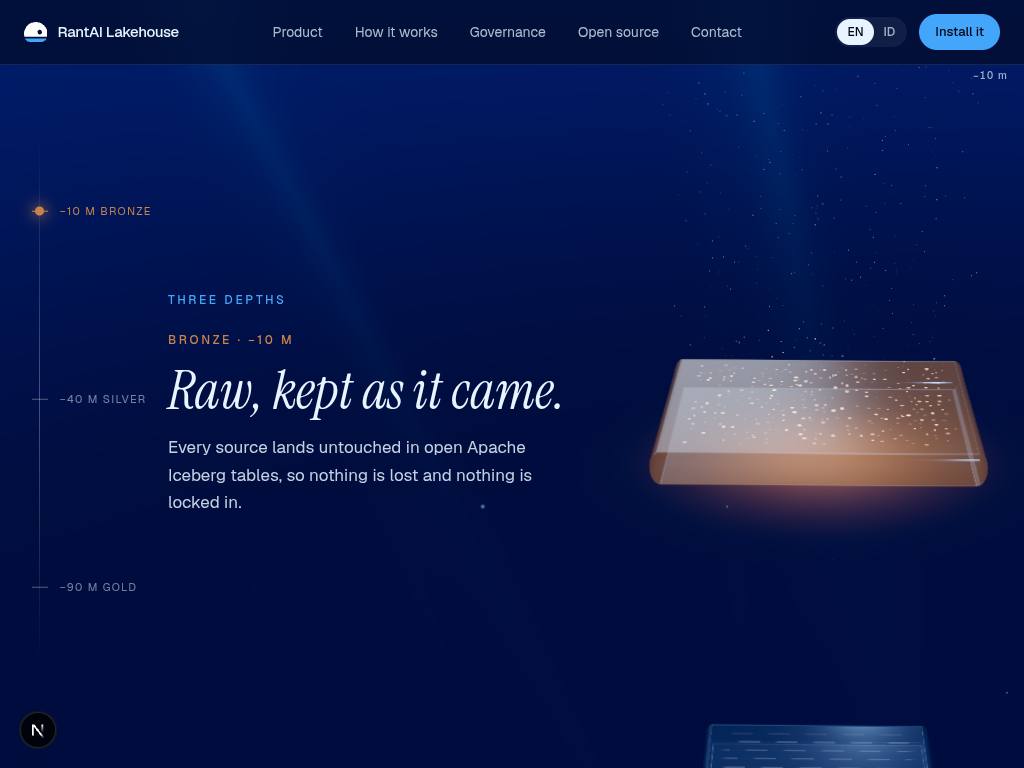 RantAI Lakehouse
Product
How it works
Governance
Open source
Contact
EN
ID
Install it
−10 m
−10 M BRONZE
THREE DEPTHS
BRONZE · −10 M
Raw, kept as it came.
−40 M SILVER
Every source lands untouched in open Apache
Iceberg tables, so nothing is lost and nothing is
locked in.
−90 M GOLD
N